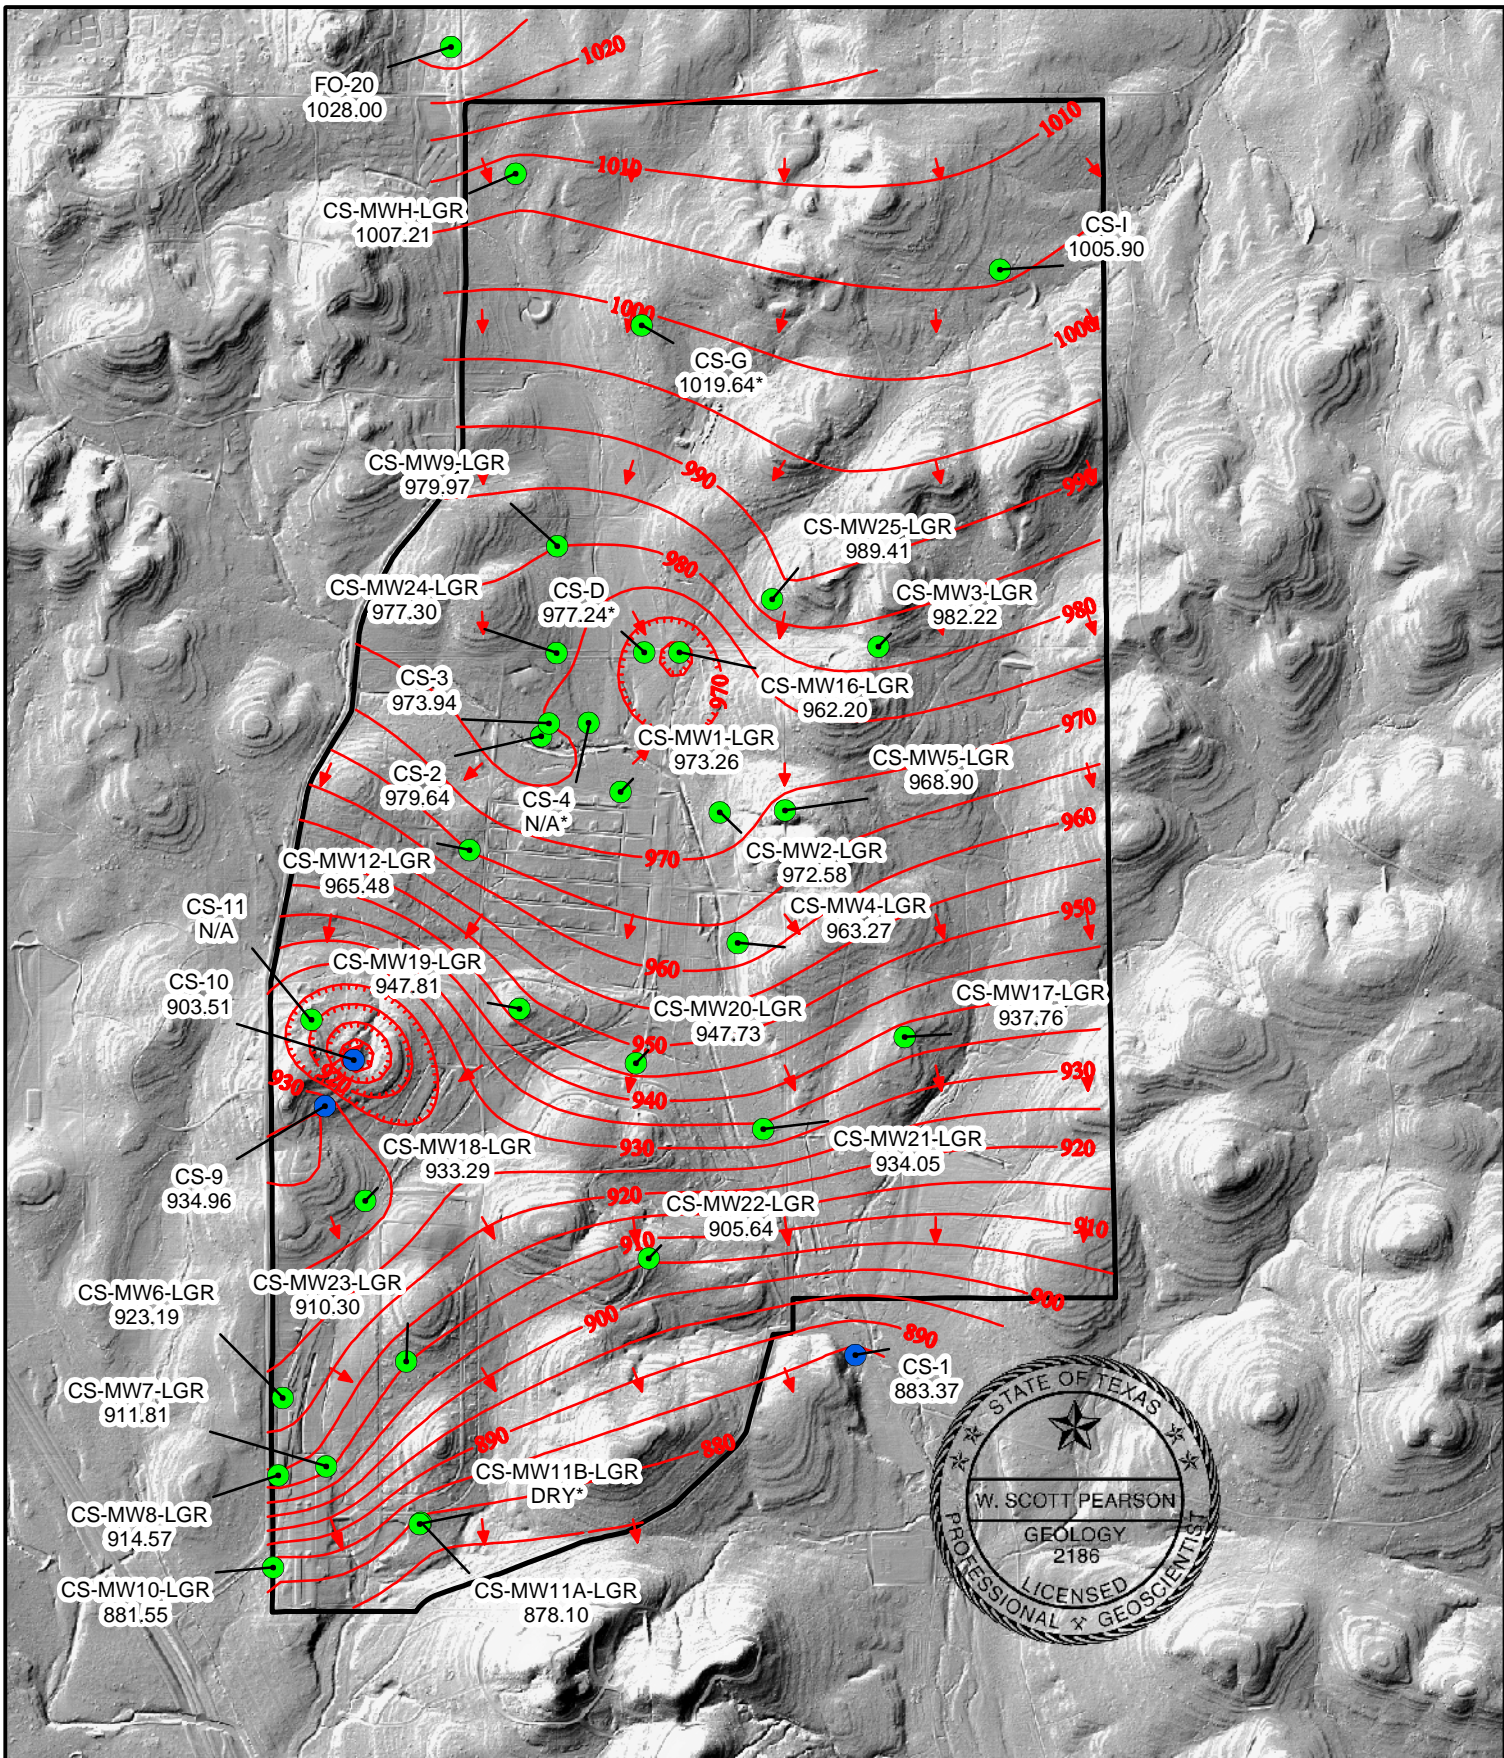 1020
FO-20
1028.00
1010
1010
CS-MWH-LGR
1007.21
CS-I
1005.90
1000
1000
CS-G
1019.64*
CS-MW9-LGR
979.97
990
990
CS-MW25-LGR
989.41
980
CS-MW24-LGR
977.30
CS-D
977.24*
CS-MW3-LGR
982.22
980
CS-3
973.94
970
CS-MW16-LGR
962.20
970
CS-MW1-LGR
973.26
CS-MW5-LGR
968.90
CS-2
979.64
CS-4
N/A*
960
970
CS-MW2-LGR
972.58
CS-MW12-LGR
965.48
CS-11
N/A
CS-MW4-LGR
963.27
950
CS-MW19-LGR
947.81
960
CS-10
903.51
CS-MW20-LGR
947.73
CS-MW17-LGR
937.76
950
930
920
930
940
930
CS-MW18-LGR
933.29
CS-MW21-LGR
934.05
920
CS-9
934.96
920
CS-MW22-LGR
905.64
910
910
CS-MW23-LGR
910.30
CS-MW6-LGR
923.19
900
900
890
CS-1
883.37
CS-MW7-LGR
911.81
890
880
CS-MW11B-LGR
DRY*
CS-MW8-LGR
914.57
CS-MW10-LGR
881.55
CS-MW11A-LGR
878.10
STATE OF TEXAS
W. SCOTT PEARSON
GEOLOGY
2186
LICENSED
PROFESSIONAL GEOSCIENTIST